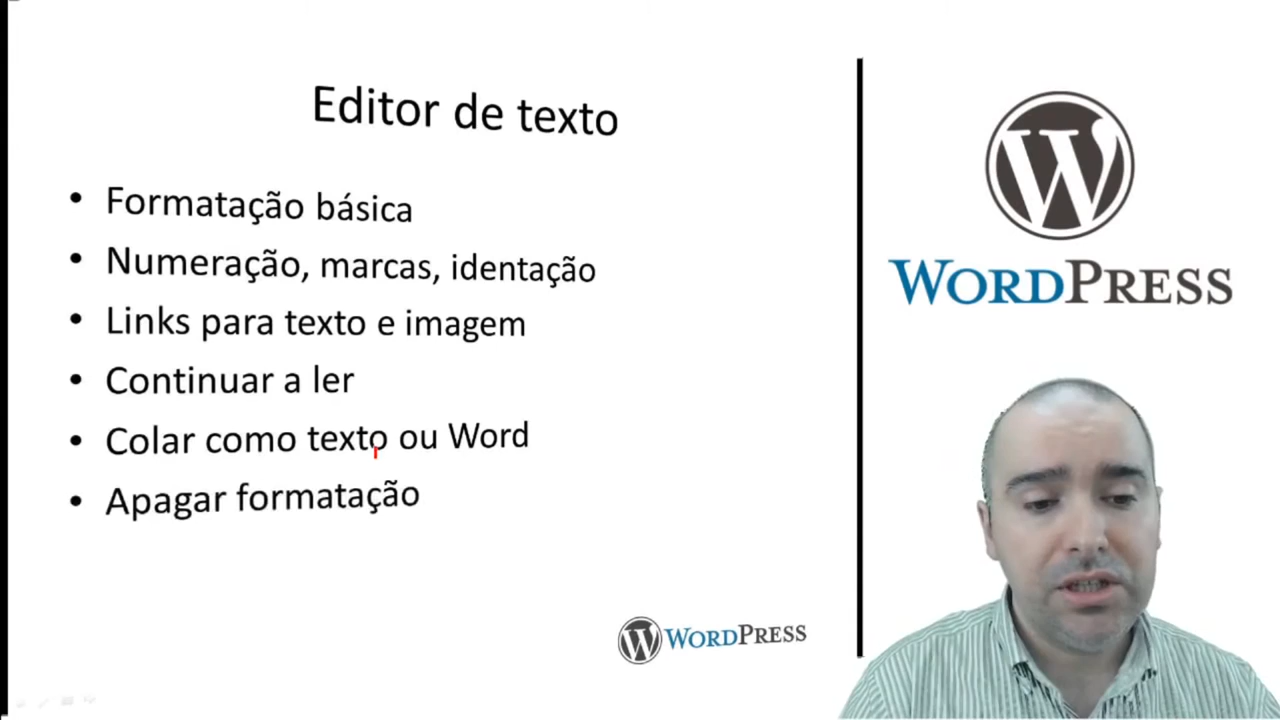 Editor de texto
• Formatação básica
• Numeração, marcas, identação
• Links para texto e imagem
• Continuar a ler
• Colar como texto ou Word
• Apagar formatação
WORDPRESS
WORDPRESS